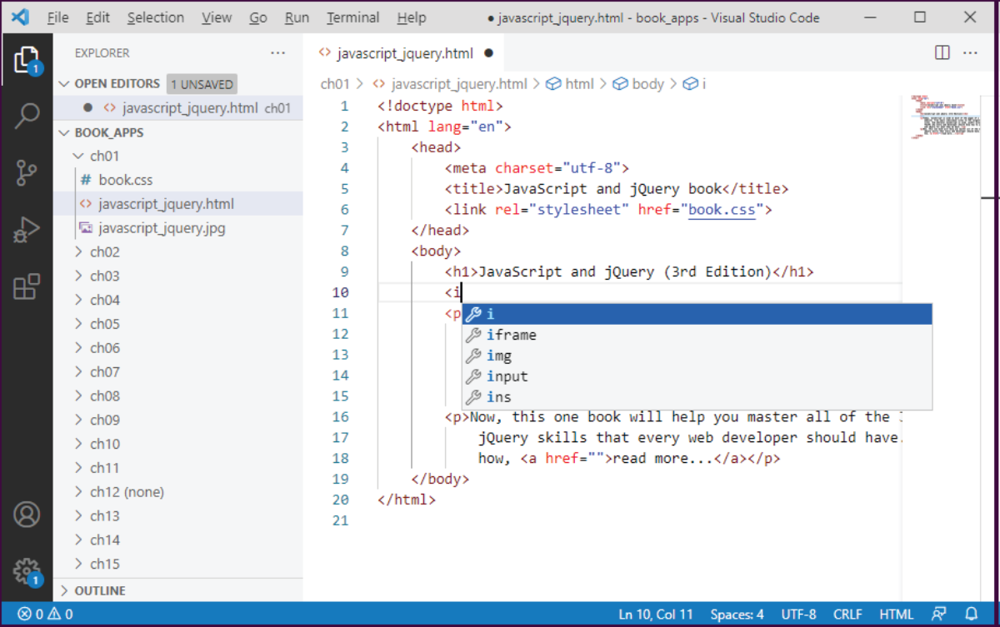 File Edit Selection View Go Run Terminal Help ● javascript_jquery.html - book_apps - Visual Studio Code
EXPLORER ···
OPEN EDITORS 1 UNSAVED
● <> javascript_jquery.html ch01
BOOK_APPS
ch01
# book.css
<> javascript_jquery.html
javascript_jquery.jpg
ch02
ch03
ch04
ch05
ch06
ch07
ch08
ch09
ch10
ch11
ch12 (none)
ch13
ch14
ch15
OUTLINE
1
1
<> javascript_jquery.html ●
ch01 > <> javascript_jquery.html > html > body > i
1 <!doctype html>
2 <html lang="en">
3 <head>
4 <meta charset="utf-8">
5 <title>JavaScript and jQuery book</title>
6 <link rel="stylesheet" href="book.css">
7 </head>
8 <body>
9 <h1>JavaScript and jQuery (3rd Edition)</h1>
10 <i
11 <p i
12 iframe
13 img
14 input
15 ins
16 <p>Now, this one book will help you master all of the
17 jQuery skills that every web developer should have.
18 how, <a href="">read more...</a></p>
19 </body>
20 </html>
21
0 0 Ln 10, Col 11 Spaces: 4 UTF-8 CRLF HTML